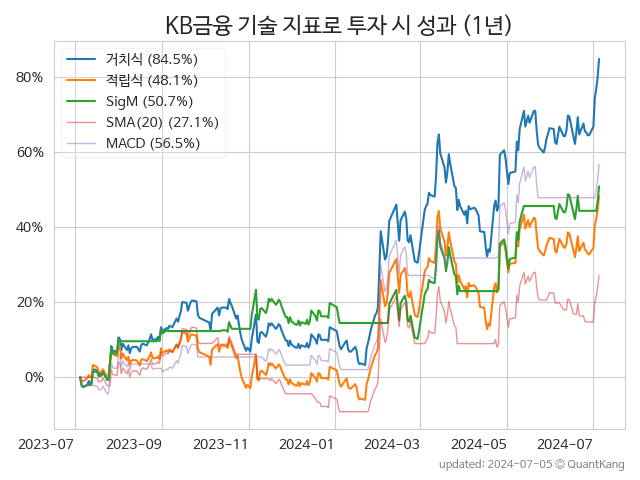 KB금융 기술 지표로 투자 시 성과 (1년)
거치식 (84.5%)
적립식 (48.1%)
SigM (50.7%)
SMA(20) (27.1%)
MACD (56.5%)
80%
60%
40%
20%
0%
2023-07 2023-09 2023-11 2024-01 2024-03 2024-05 2024-07
updated: 2024-07-05 © QuantKang